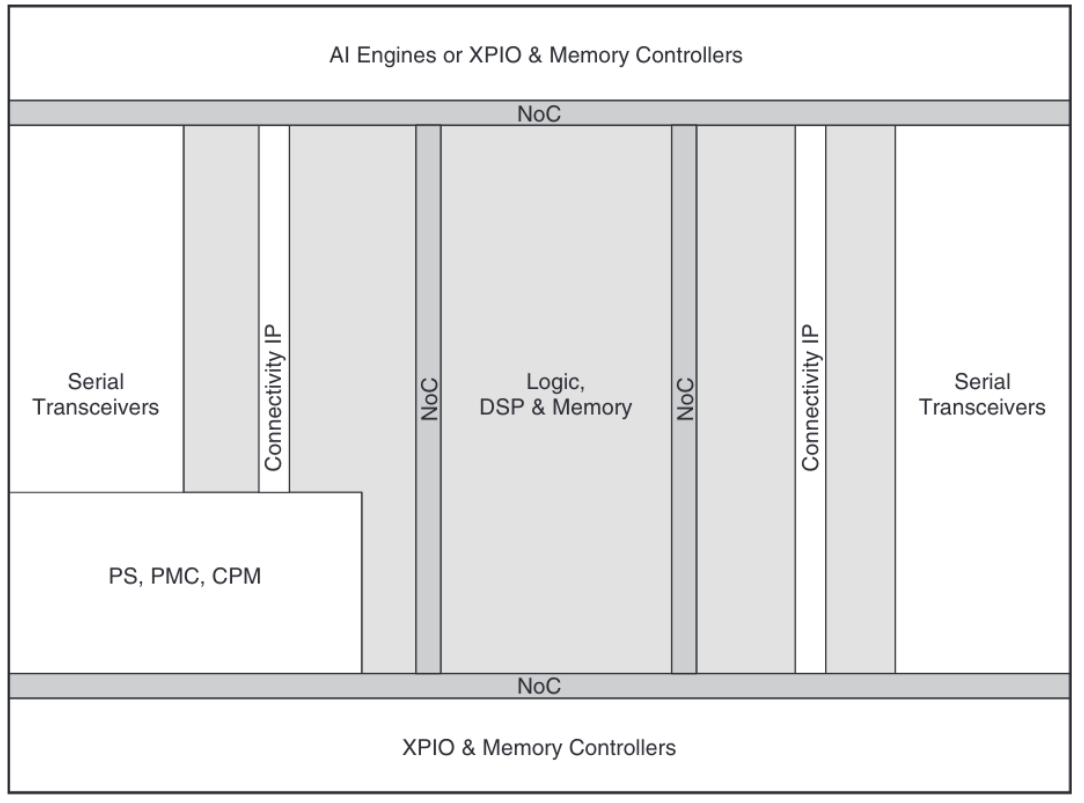 AI Engines or XPIO & Memory Controllers
NoC
Serial
Transceivers
Connectivity IP
NoC
Logic,
DSP & Memory
NoC
Connectivity IP
Serial
Transceivers
PS, PMC, CPM
NoC
XPIO & Memory Controllers